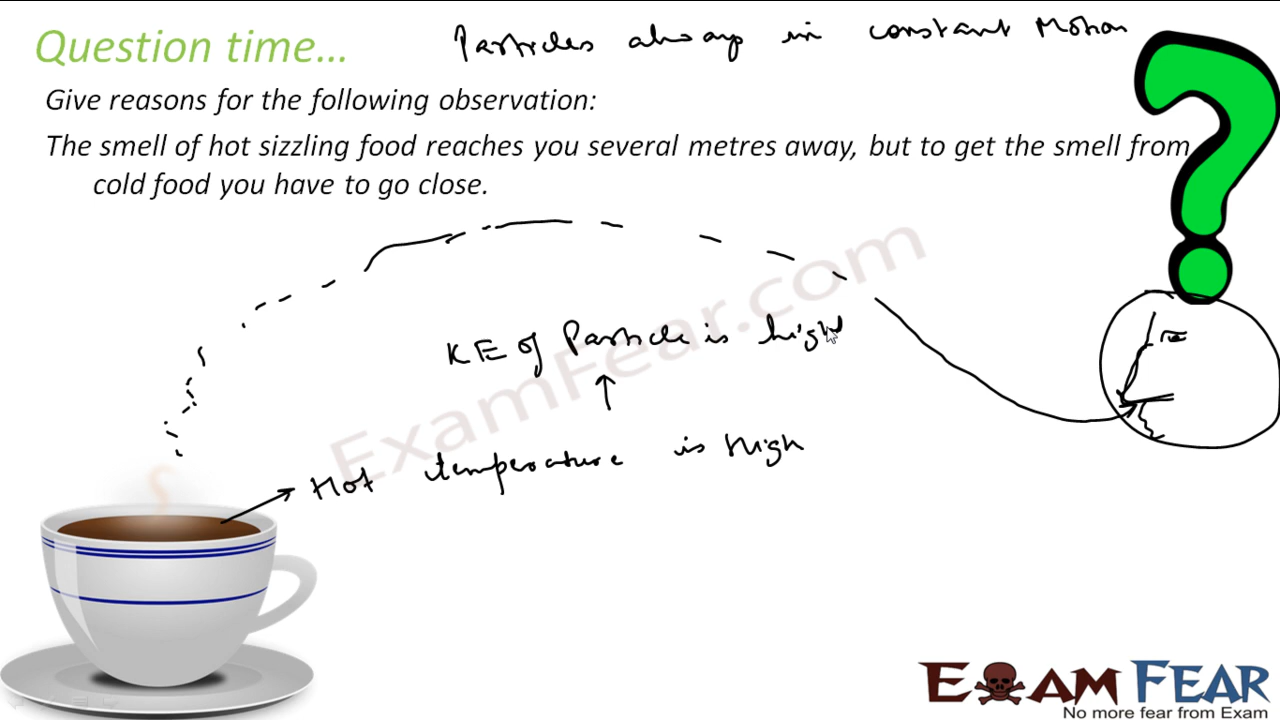 Question time...
Particles always in constant Motion
Give reasons for the following observation:
The smell of hot sizzling food reaches you several metres away, but to get the smell from
cold food you have to go close.
KE of Particle is high
Hot temperature is high
ExamFear.com
EXAM FEAR
No more fear from Exam